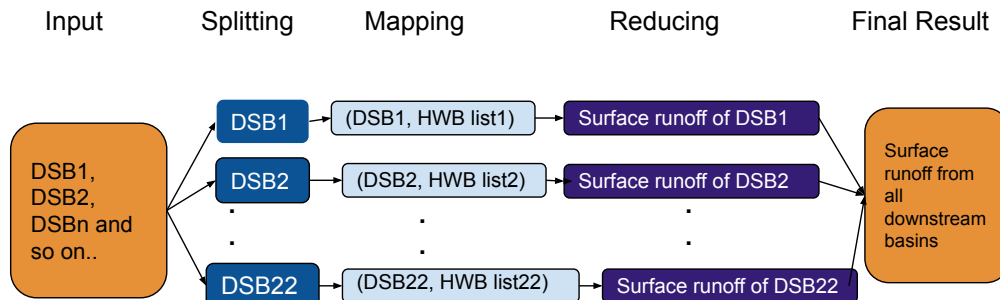 Input
Splitting
Mapping
Reducing
Final Result
DSB1,
DSB2,
DSBn and
so on..
DSB1
(DSB1, HWB list1)
Surface runoff of DSB1
DSB2
(DSB2, HWB list2)
Surface runoff of DSB2
DSB22
(DSB22, HWB list22)
Surface runoff of DSB22
Surface
runoff from
all
downstream
basins